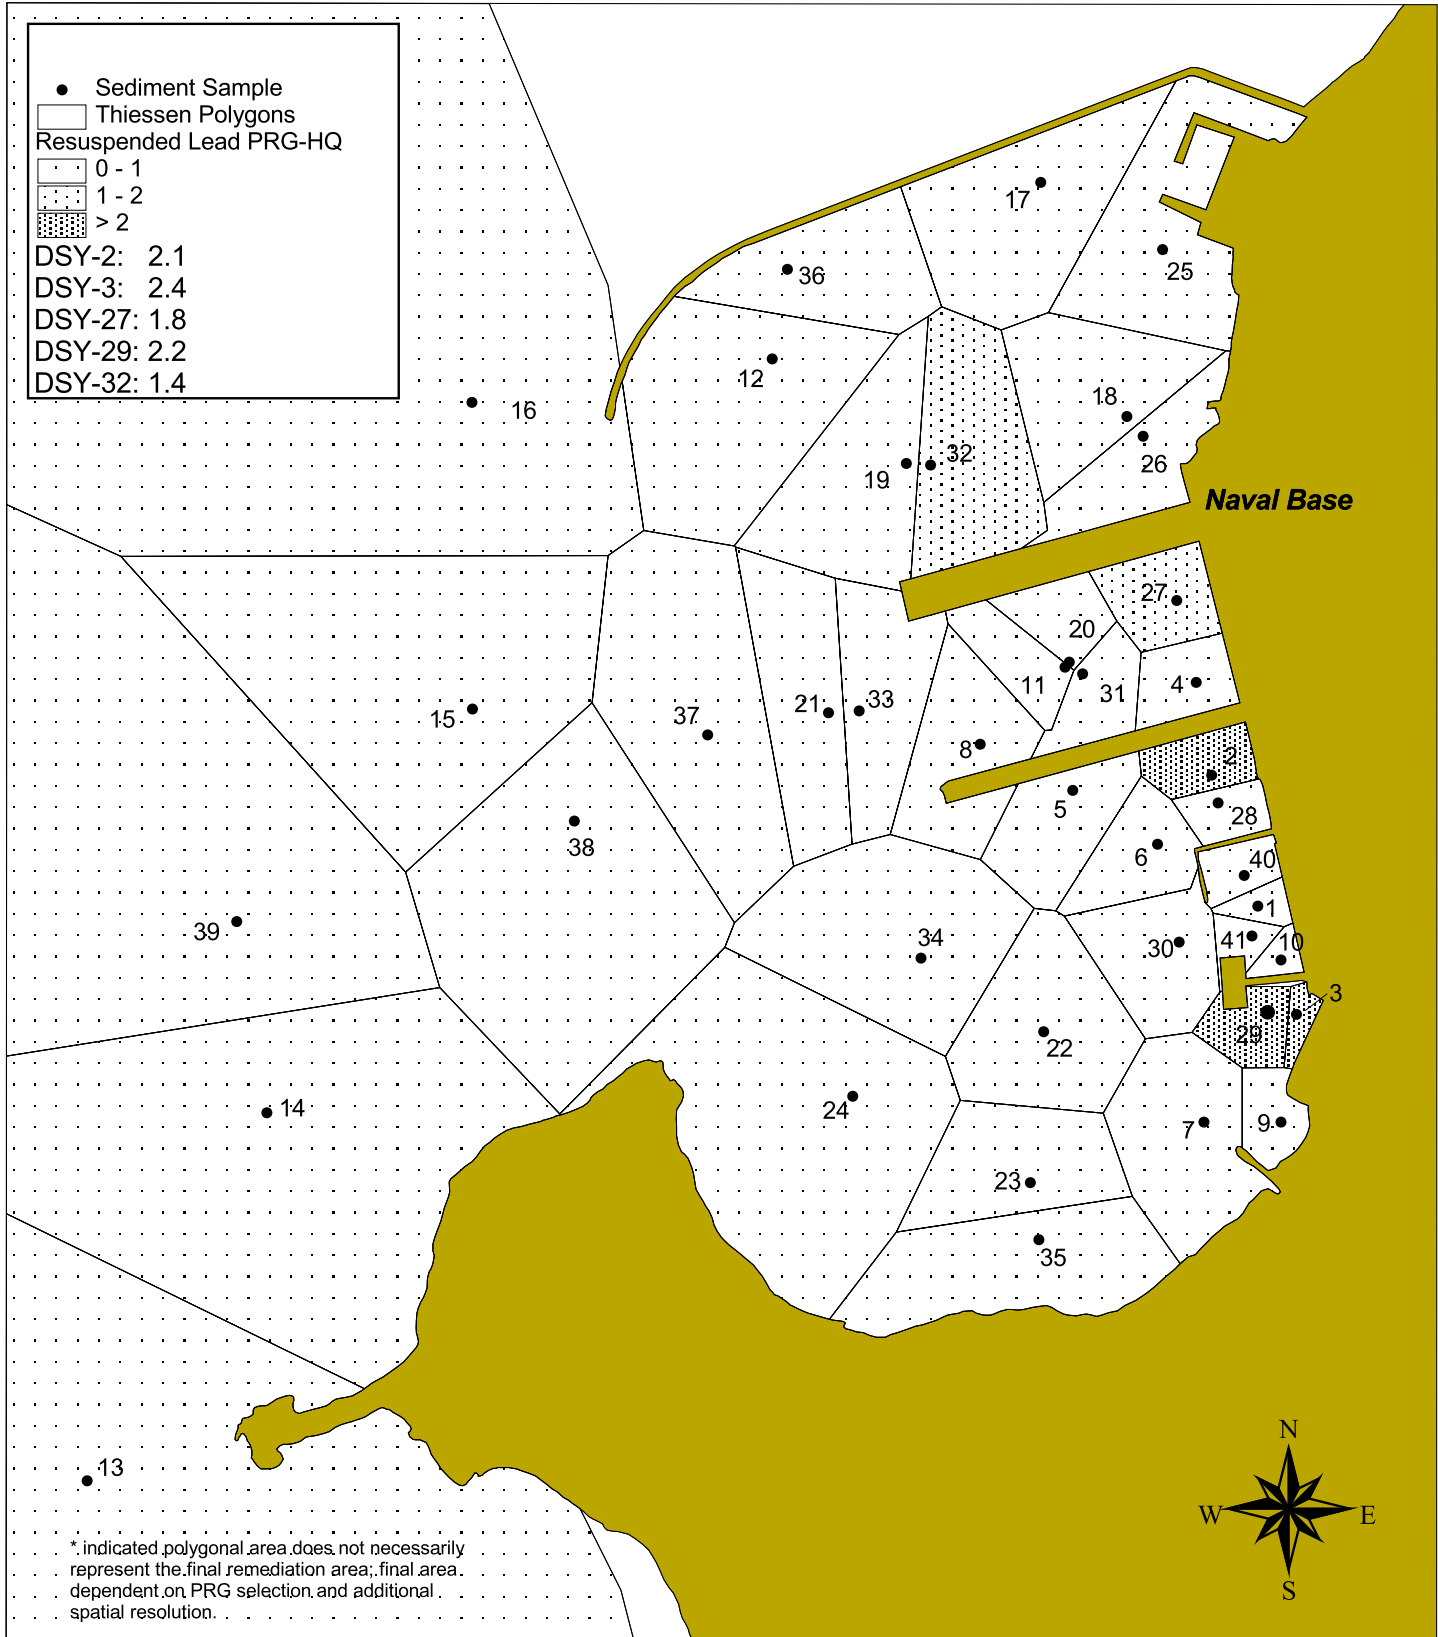 Sediment Sample
Thiessen Polygons
Resuspended Lead PRG-HQ
0 - 1
1 - 2
> 2
DSY-2: 2.1
DSY-3: 2.4
DSY-27: 1.8
DSY-29: 2.2
DSY-32: 1.4
17
25
36
12
16
18
19
32
26
Naval Base
27
20
11
31
4
15
37
21
33
8
2
5
28
38
6
40
1
39
34
30
41
10
3
29
22
14
24
7
9
23
35
13
N
W
E
S
* indicated polygonal area does not necessarily
represent the final remediation area; final area
dependent on PRG selection and additional
spatial resolution.